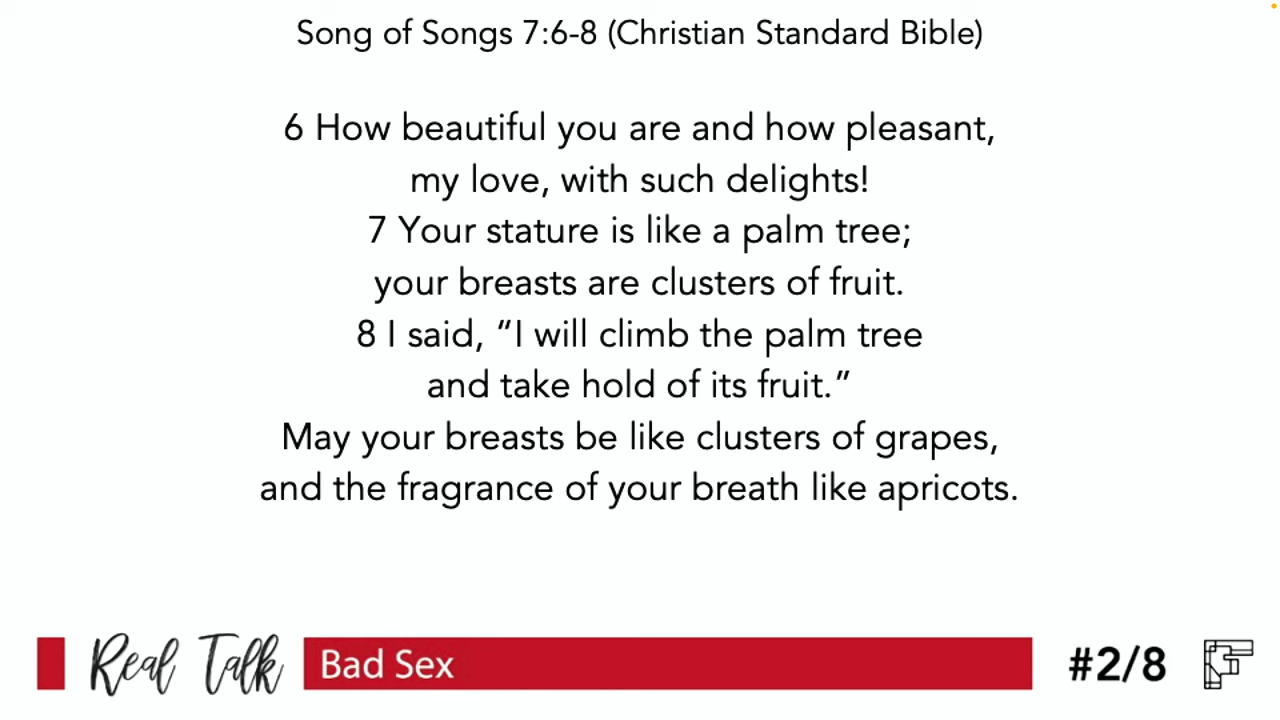 Song of Songs 7:6-8 (Christian Standard Bible)
6 How beautiful you are and how pleasant,
my love, with such delights!
7 Your stature is like a palm tree;
your breasts are clusters of fruit.
8 I said, “I will climb the palm tree
and take hold of its fruit.”
May your breasts be like clusters of grapes,
and the fragrance of your breath like apricots.
Real Talk Bad Sex #2/8